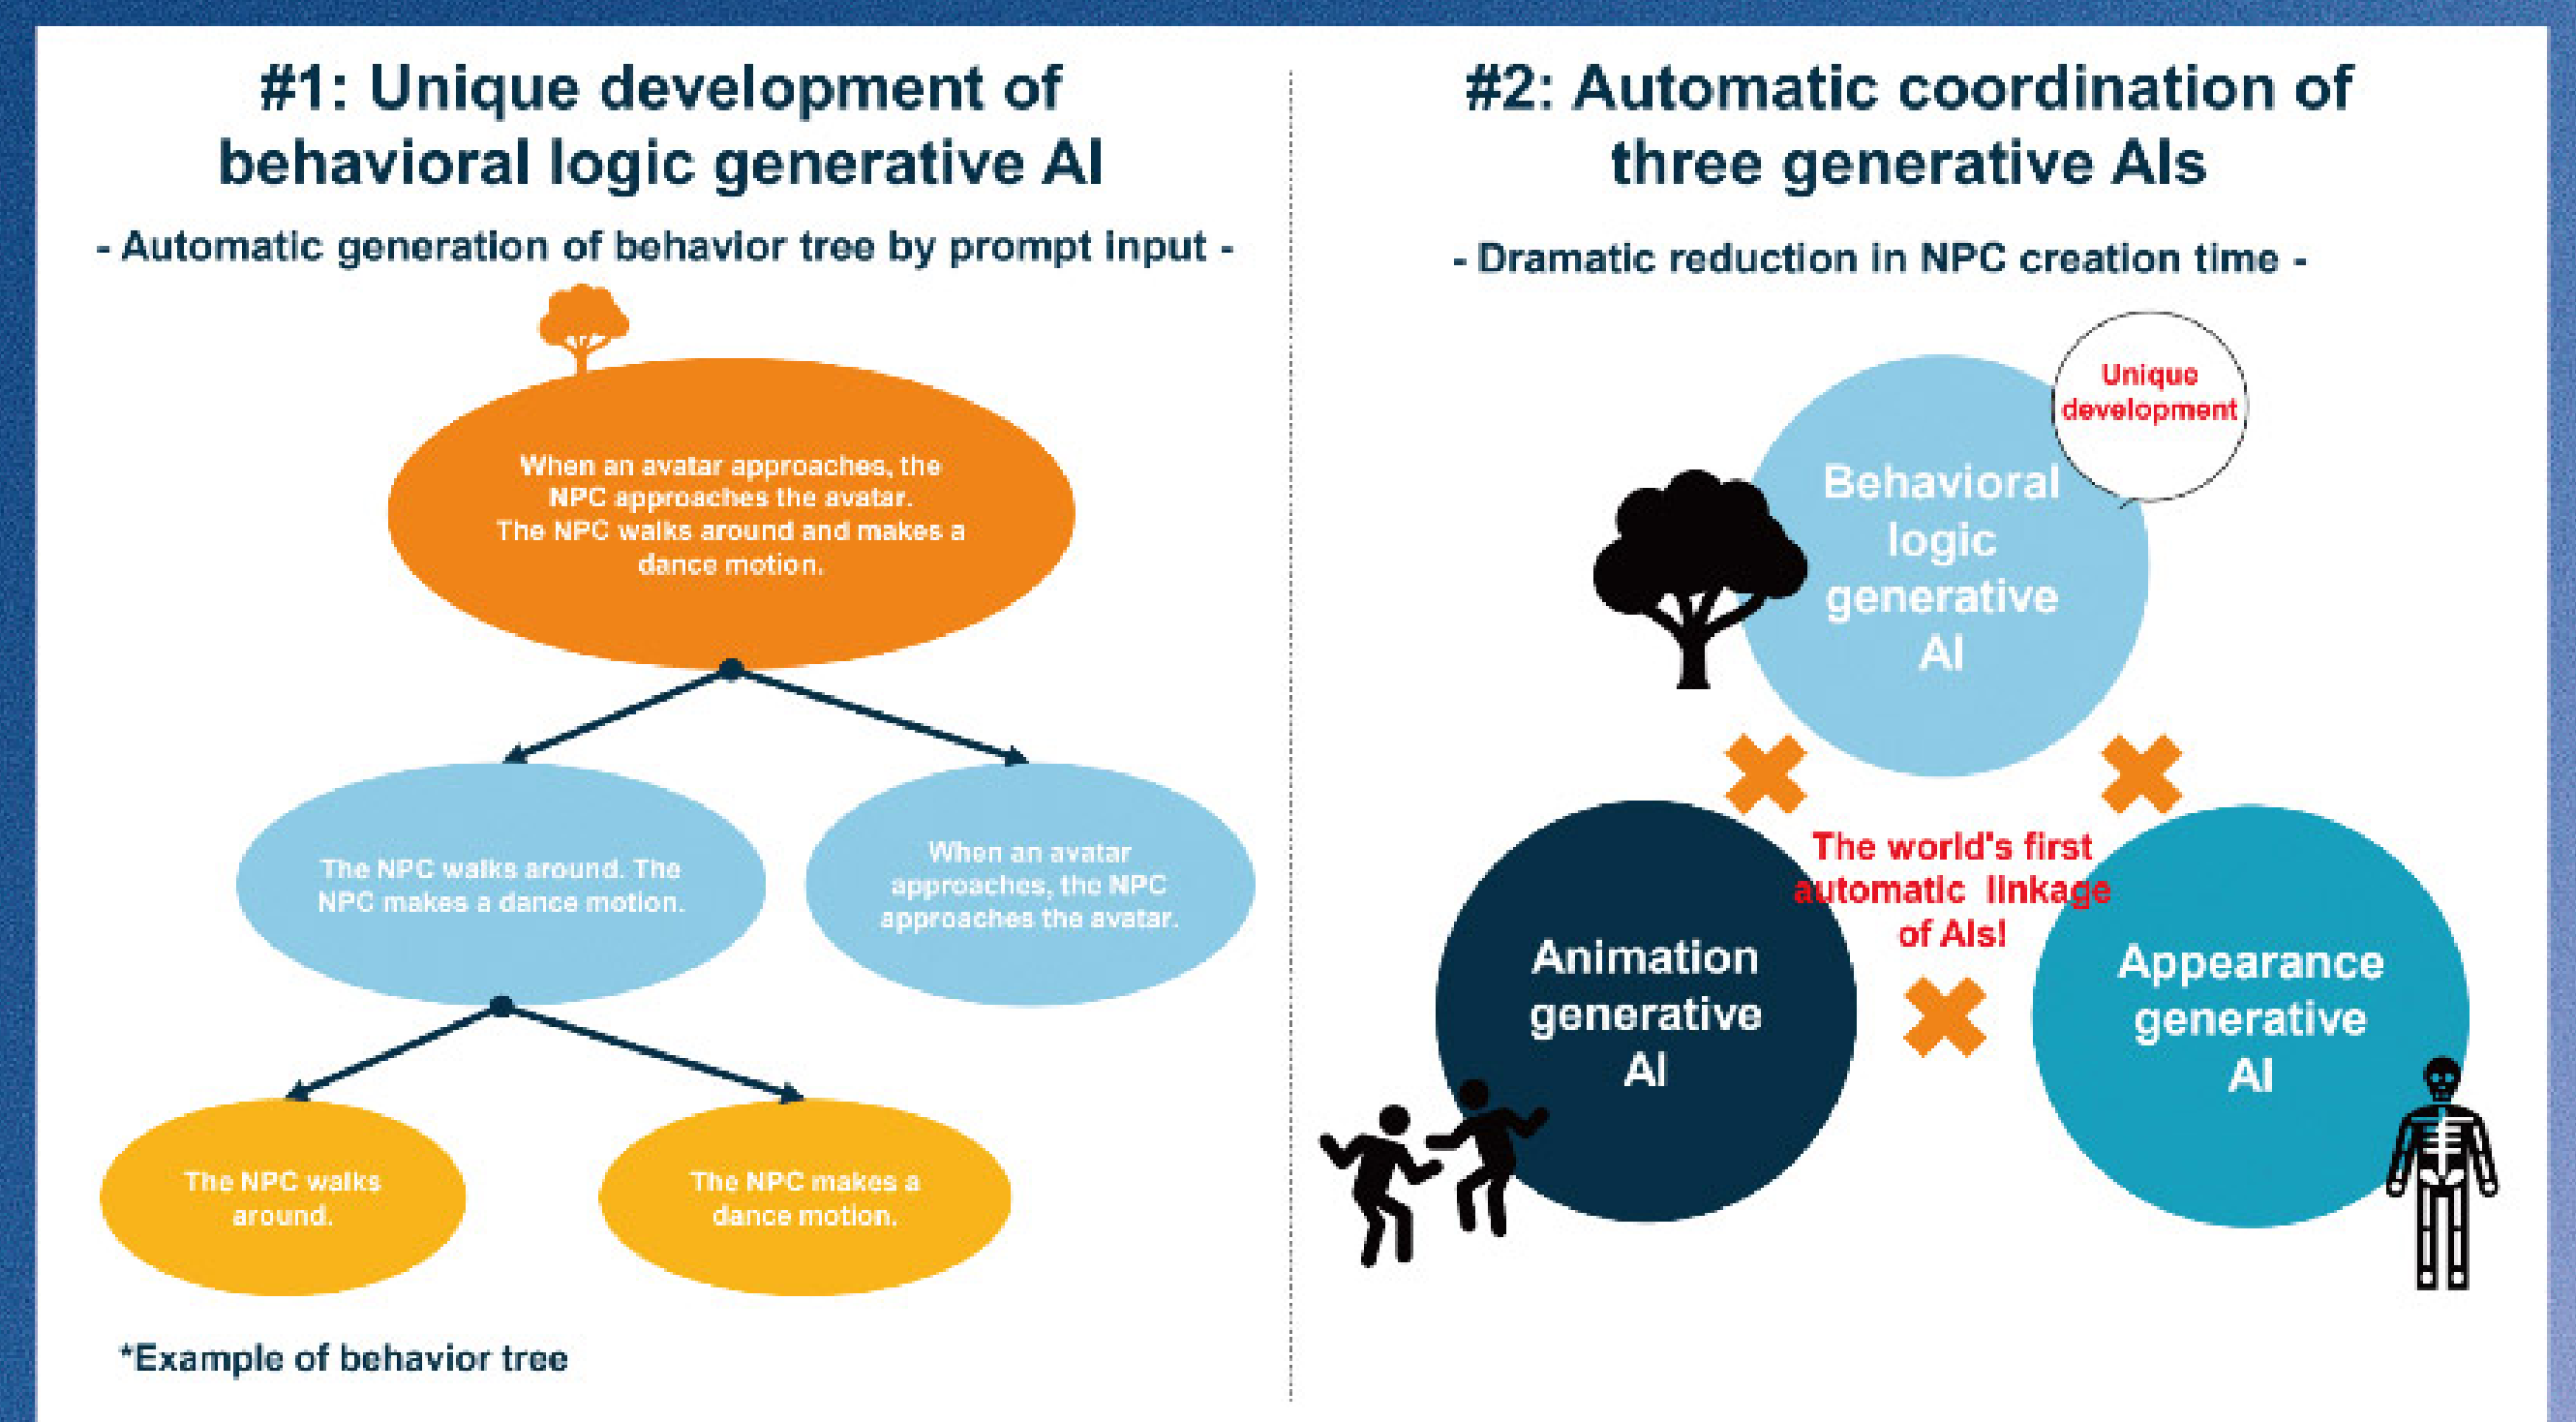 #1: Unique development of
behavioral logic generative AI
- Automatic generation of behavior tree by prompt input -
When an avatar approaches, the
NPC approaches the avatar.
The NPC walks around and makes a
dance motion.
The NPC walks around. The
NPC makes a dance motion.
When an avatar
approaches, the NPC
approaches the avatar.
The NPC walks
around.
The NPC makes a
dance motion.
*Example of behavior tree
#2: Automatic coordination of
three generative AIs
- Dramatic reduction in NPC creation time -
Unique
development
Behavioral
logic
generative
AI
The world's first
automatic linkage
of AIs!
Animation
generative
AI
Appearance
generative
AI